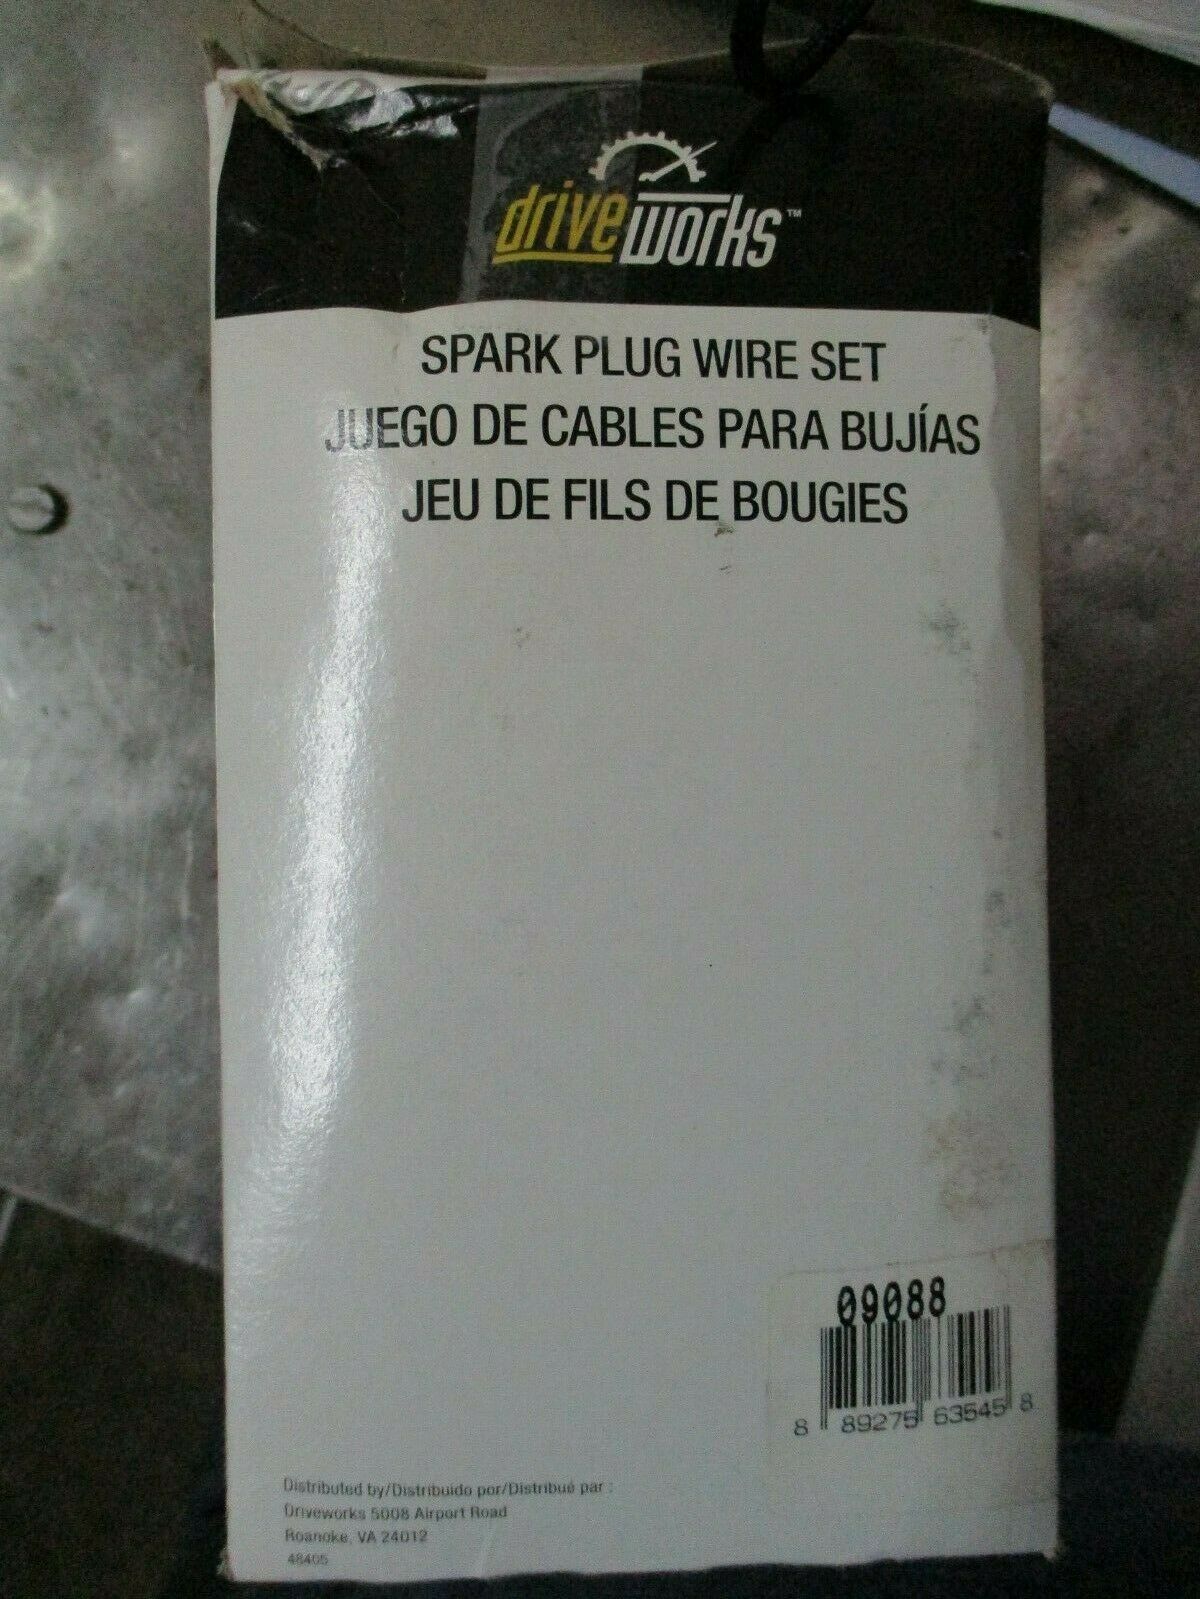 driveworks™
SPARK PLUG WIRE SET
JUEGO DE CABLES PARA BUJÍAS
JEU DE FILS DE BOUGIES
09088
8 89275 63545 8
Distributed by/Distribuido por/Distribué par :
Driveworks 5008 Airport Road
Roanoke, VA 24012
48405